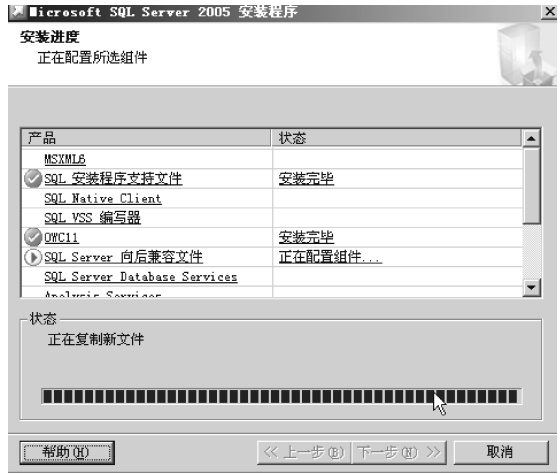 Microsoft SQL Server 2005 安装程序
安装进度
正在配置所选组件
产品 状态
MSXML6
SQL 安装程序支持文件 安装完毕
SQL Native Client
SQL VSS 编写器
OWC11 安装完毕
SQL Server 向后兼容文件 正在配置组件...
SQL Server Database Services
Analysis Services
状态
正在复制新文件
帮助(H) << 上一步(B) 下一步(N) >> 取消